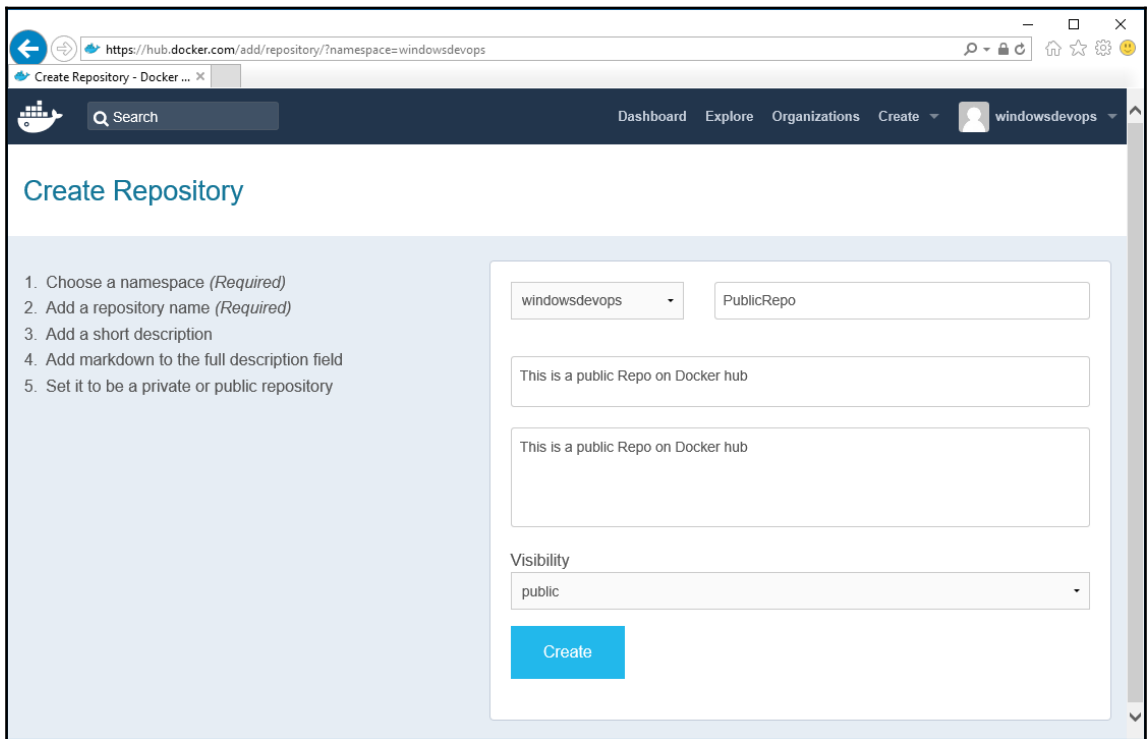 https://hub.docker.com/add/repository/?namespace=windowsdevops
Create Repository - Docker ...
Search
Dashboard Explore Organizations Create windowsdevops
Create Repository
1. Choose a namespace (Required)
2. Add a repository name (Required)
3. Add a short description
4. Add markdown to the full description field
5. Set it to be a private or public repository
windowsdevops PublicRepo
This is a public Repo on Docker hub
This is a public Repo on Docker hub
Visibility
public
Create